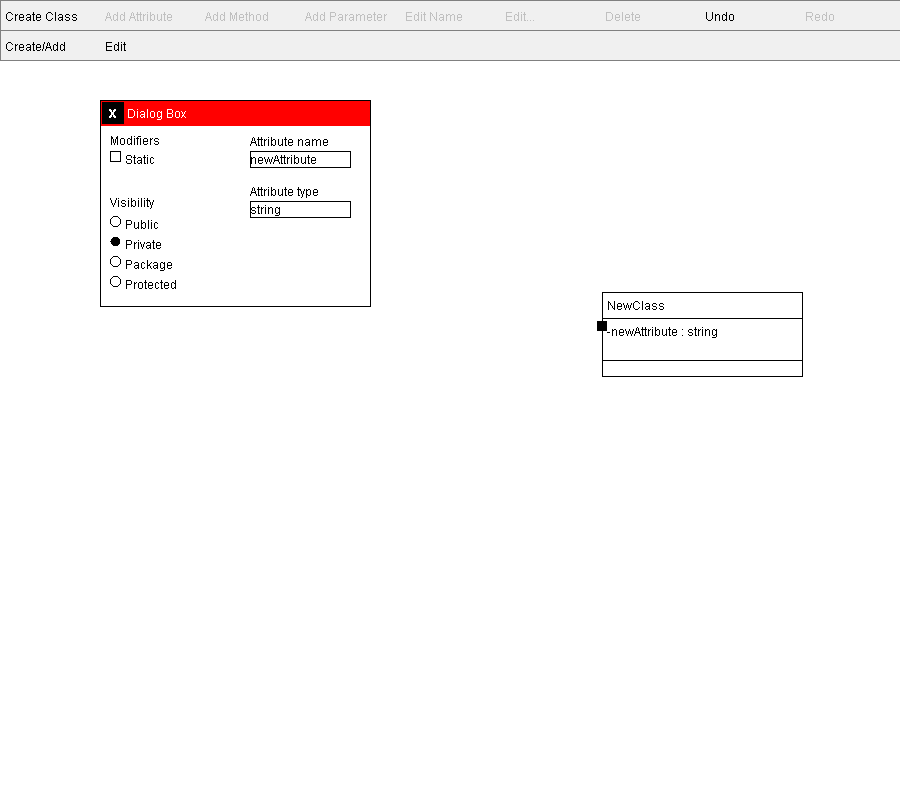 Create Class Add Attribute Add Method Add Parameter Edit Name Edit... Delete Undo Redo
Create/Add Edit
X Dialog Box
Modifiers
Static
Attribute name
newAttribute
Attribute type
string
Visibility
Public
Private
Package
Protected
NewClass
-newAttribute : string